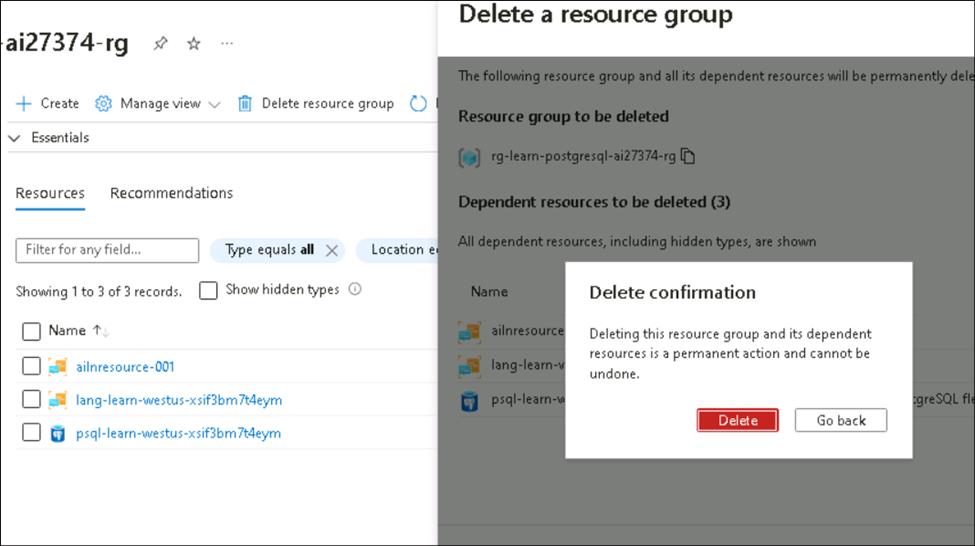 -ai27374-rg
Create
Manage view
Delete resource group
Essentials
Resources
Recommendations
Filter for any field...
Type equals all
Location
Showing 1 to 3 of 3 records.
Show hidden types
Name
ailnresource-001
lang-learn-westus-xsif3bm7t4eym
psql-learn-westus-xsif3bm7t4eym
Delete a resource group
The following resource group and all its dependent resources will be permanently dele
Resource group to be deleted
rg-learn-postgresql-ai27374-rg
Dependent resources to be deleted (3)
All dependent resources, including hidden types, are shown
Name
ailnresource
lang-learn-w
psql-learn-w
greSQL fle
Delete confirmation
Deleting this resource group and its dependent
resources is a permanent action and cannot be
undone.
Delete
Go back